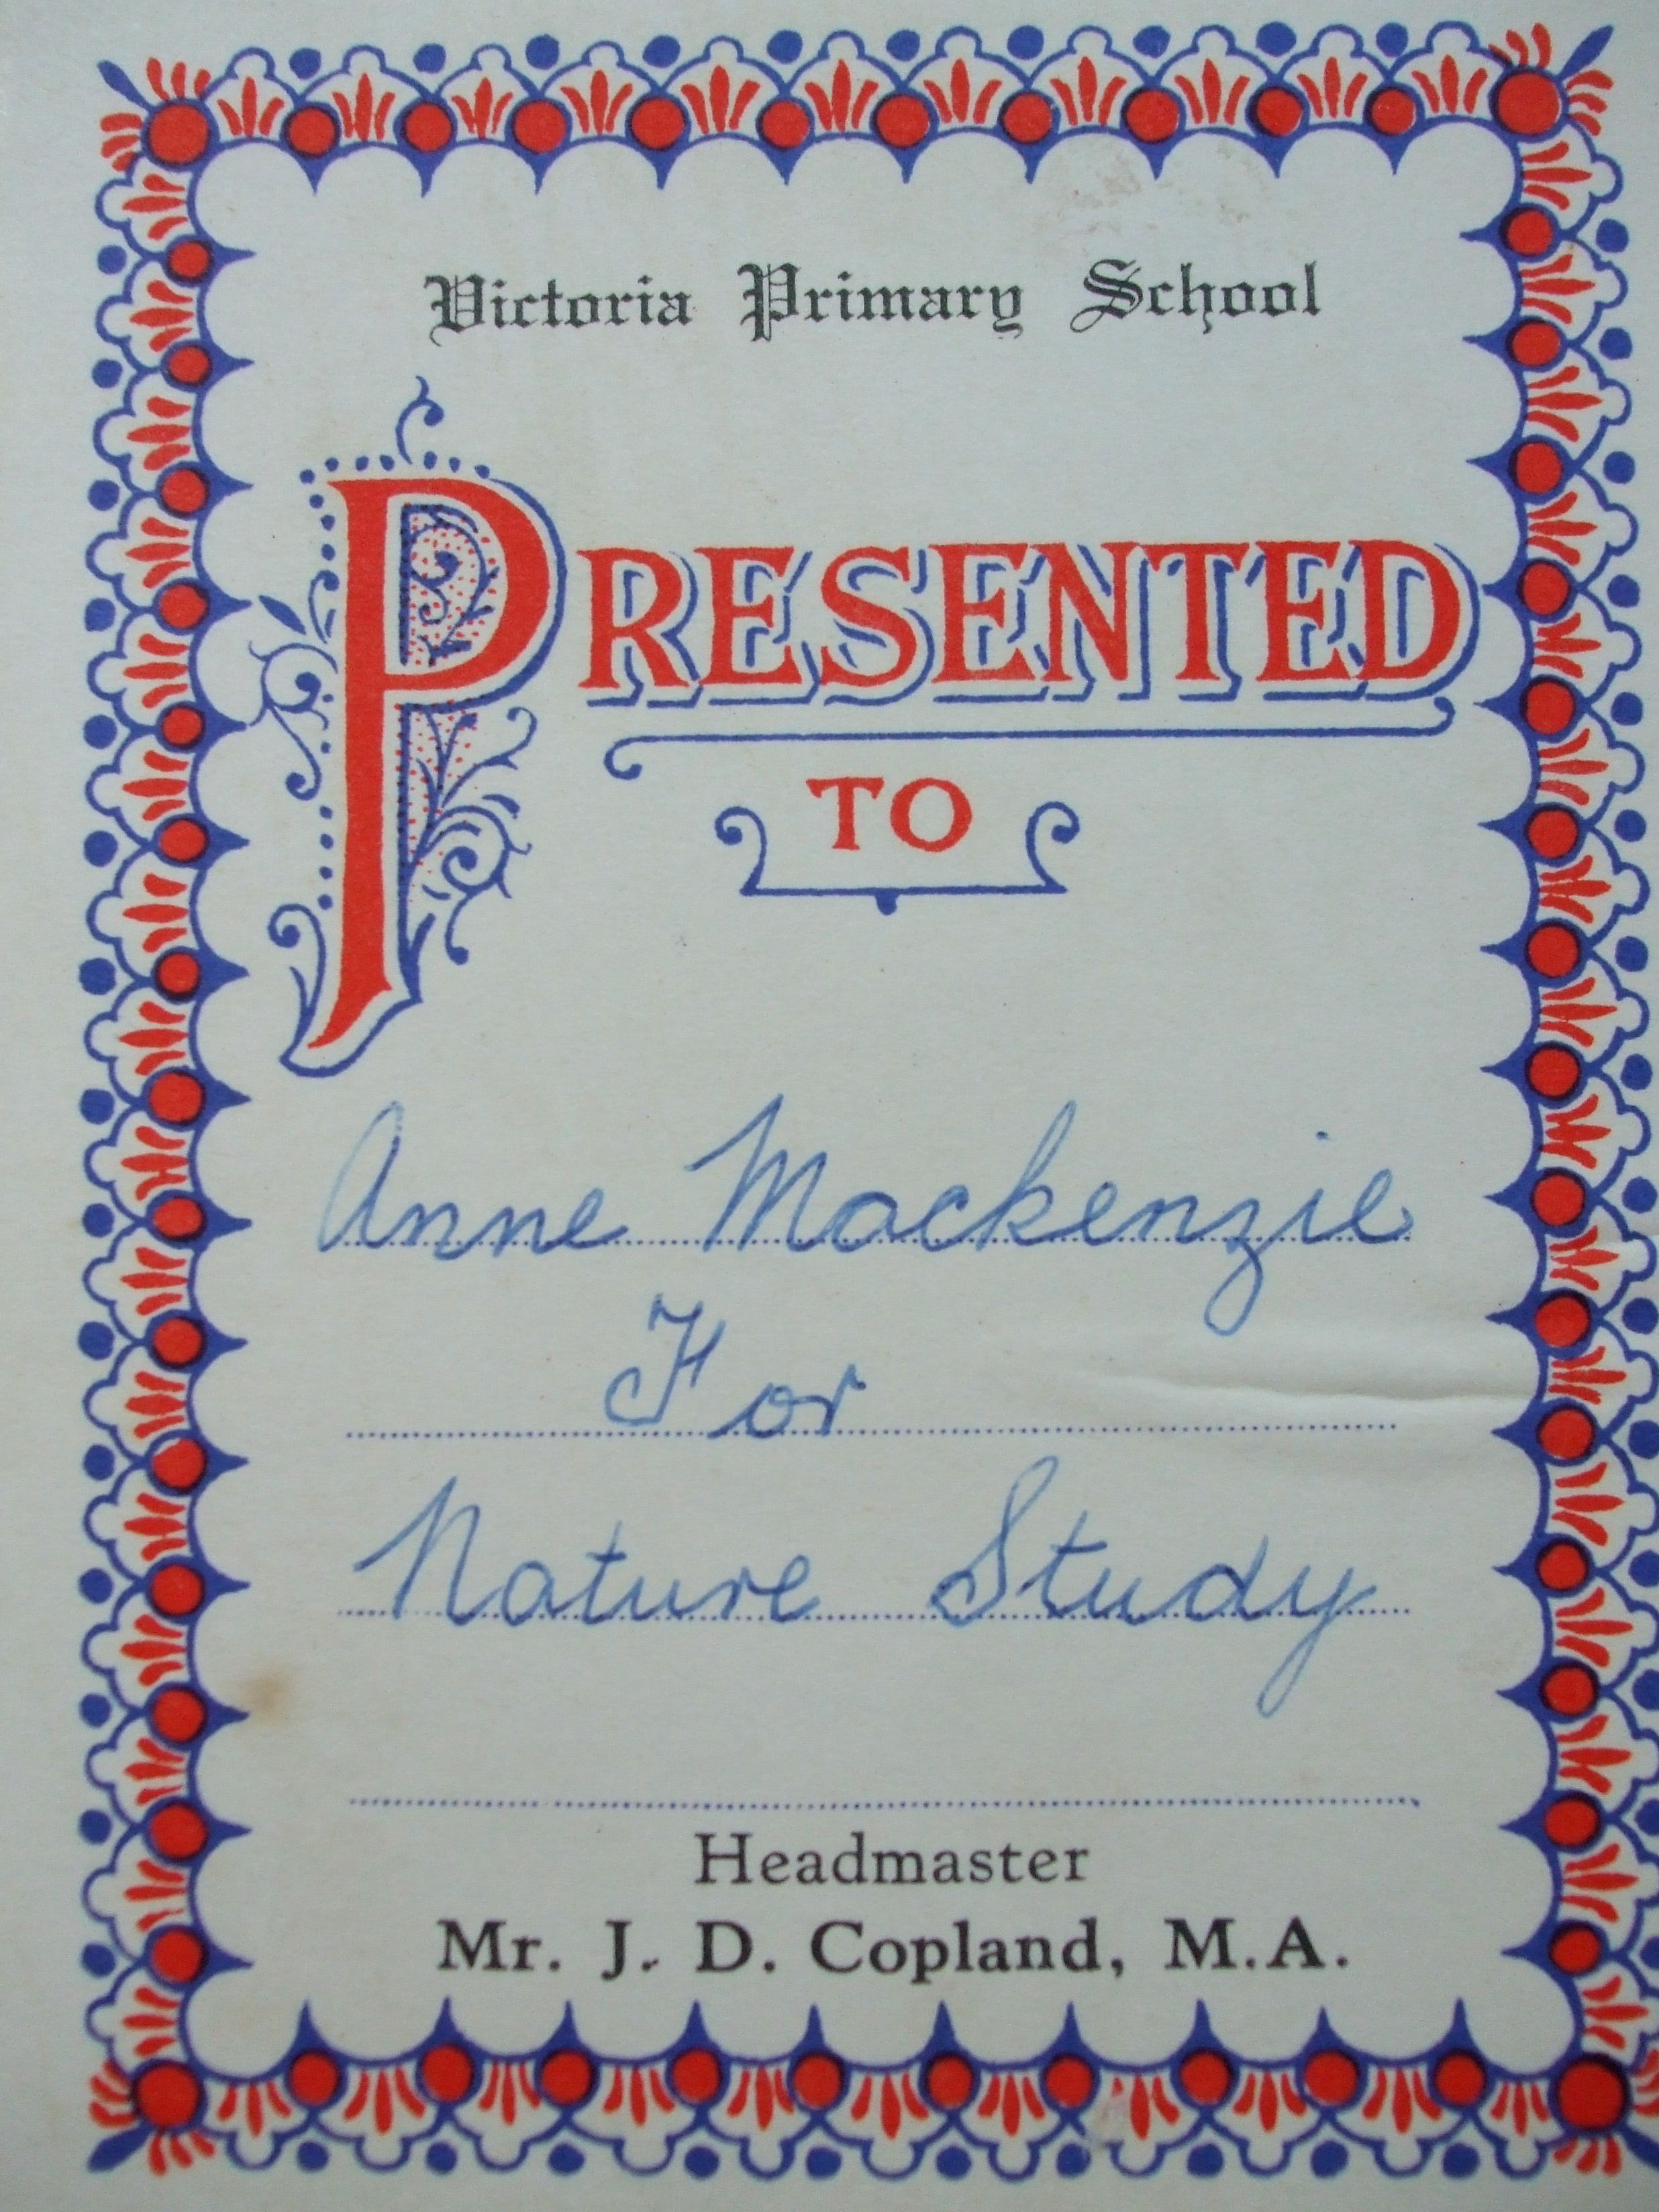 Victoria Primary School
PRESENTED
TO
Anne Mackenzie
For
Nature Study
Headmaster
Mr. J. D. Copland, M.A.